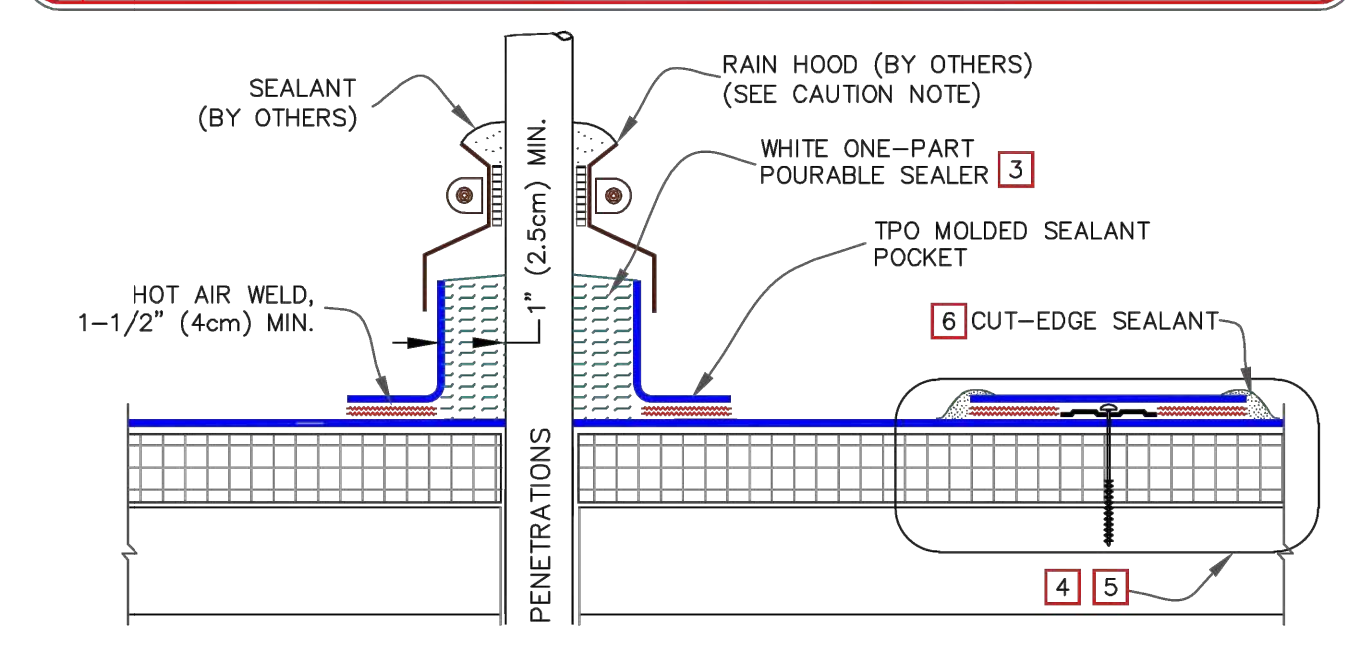 SEALANT
(BY OTHERS)
RAIN HOOD (BY OTHERS)
(SEE CAUTION NOTE)
WHITE ONE-PART
POURABLE SEALER 3
TPO MOLDED SEALANT
POCKET
1" (2.5cm) MIN.
HOT AIR WELD,
1-1/2" (4cm) MIN.
6 CUT-EDGE SEALANT
PENETRATIONS
4 5